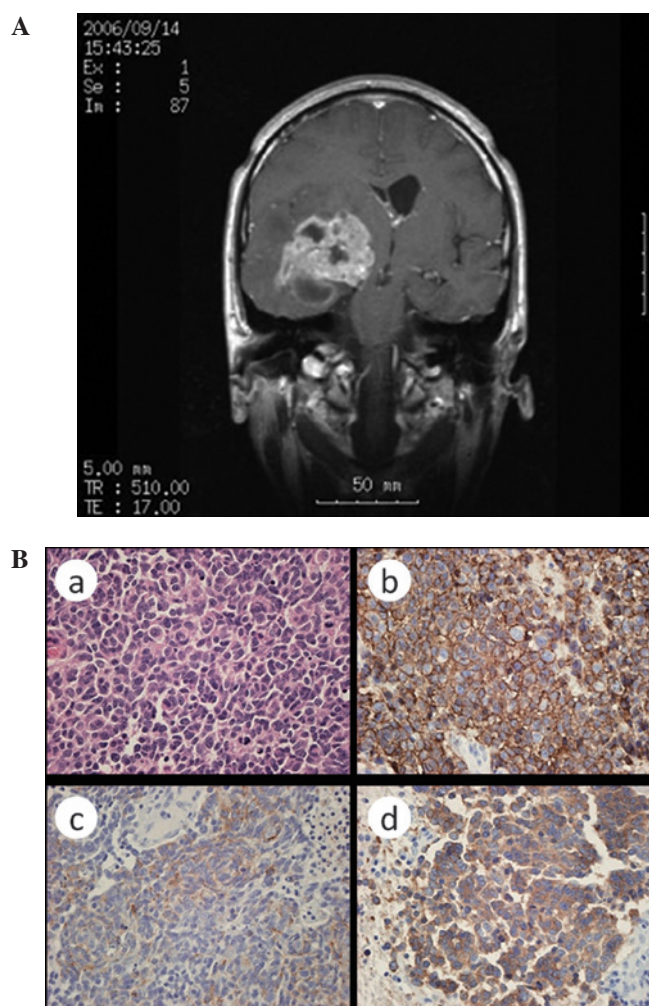 A
2006/09/14
15:43:25
Ex : 1
Se : 5
Im : 87
5.00 mm
TR : 510.00
TE : 17.00
50 mm
B
a
b
c
d